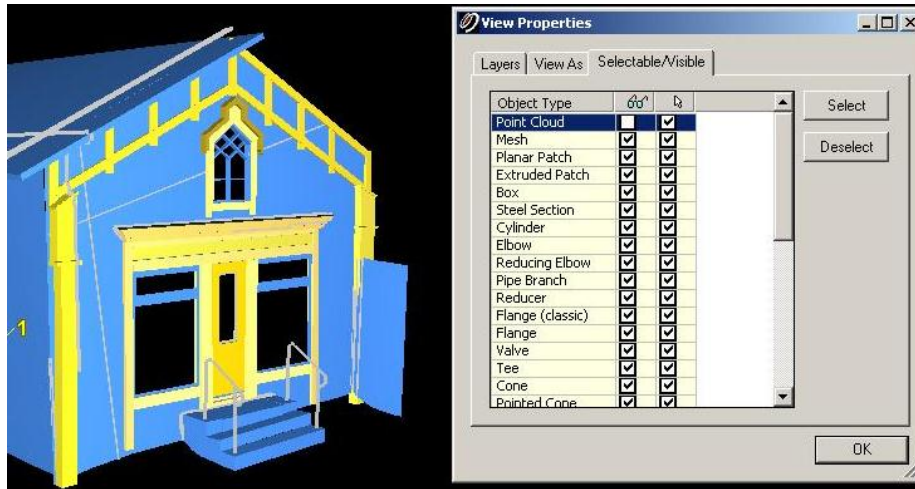 View Properties
Layers View As Selectable/Visible
Object Type
Point Cloud
Mesh
Planar Patch
Extruded Patch
Box
Steel Section
Cylinder
Elbow
Reducing Elbow
Pipe Branch
Reducer
Flange (classic)
Flange
Valve
Tee
Cone
Pointed Cone
Select
Deselect
OK
1